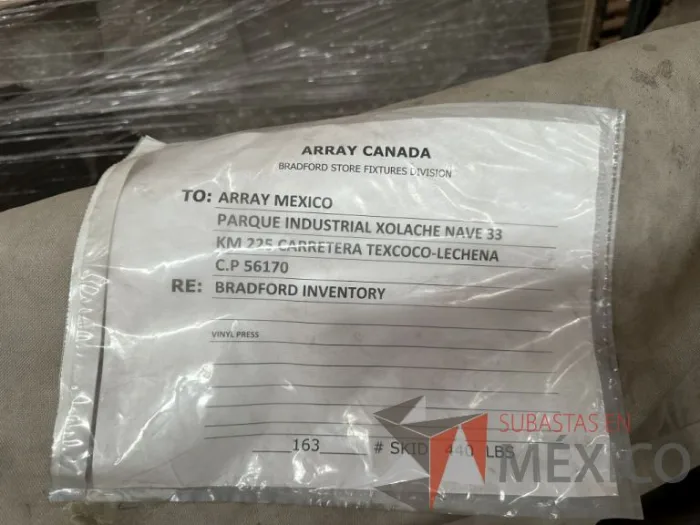 ARRAY CANADA
BRADFORD STORE FIXTURES DIVISION
TO: ARRAY MEXICO
PARQUE INDUSTRIAL XOLACHE NAVE 33
KM 225 CARRETERA TEXCOCO-LECHENA
C.P 56170
RE: BRADFORD INVENTORY
VINYL PRESS
163 # SKID 440 LBS
SUBASTAS EN
MÉXICO